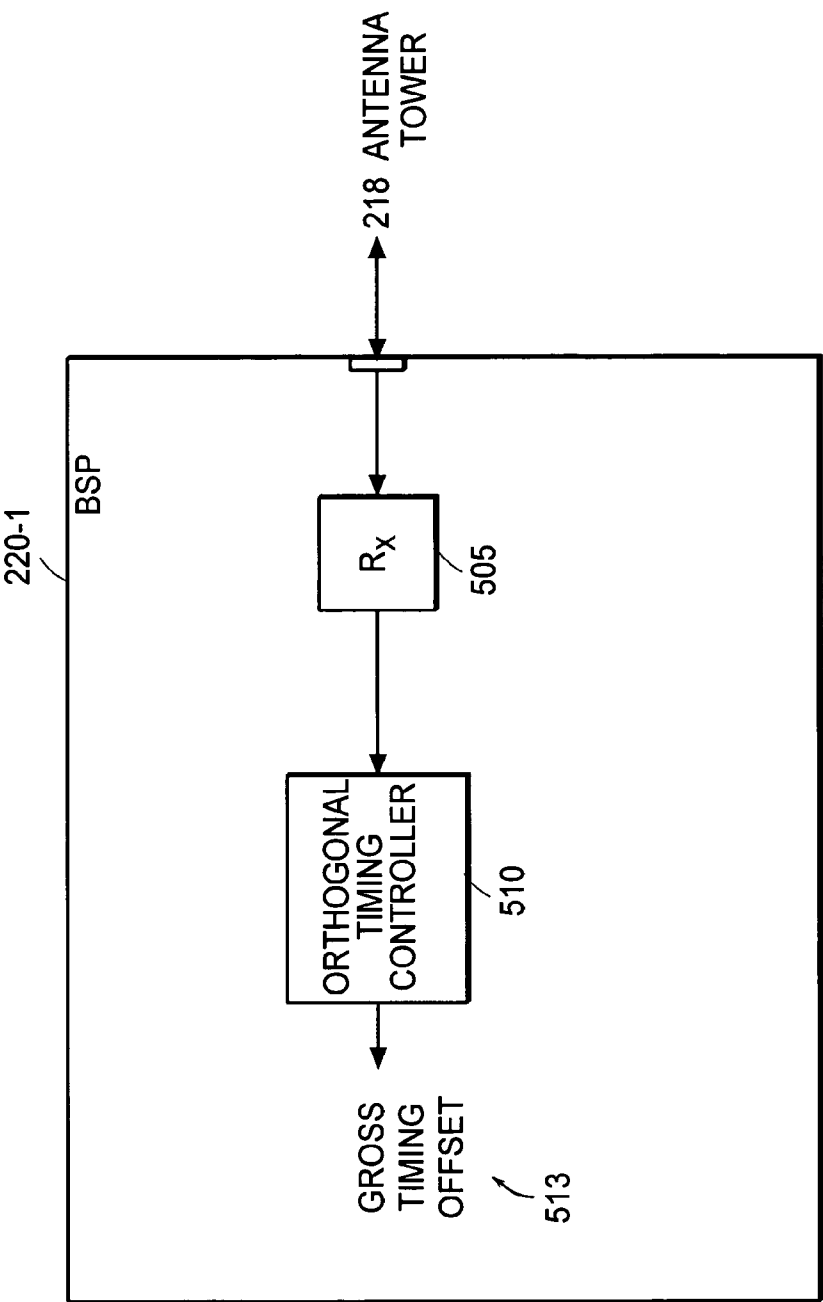 220-1
BSP
GROSS
TIMING
OFFSET
513
ORTHOGONAL
TIMING
CONTROLLER
510
Rx
505
218 ANTENNA
TOWER